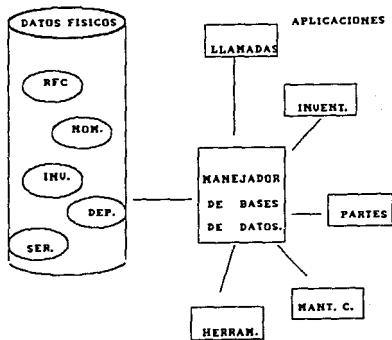 DATOS FISICOS
APLICACIONES
LLAMADAS
RFC
INVENT.
NOM.
INV.
MANEJADOR
DE BASES
DE DATOS.
DEP.
PARTES
SER.
MANT. C.
HERRAM.